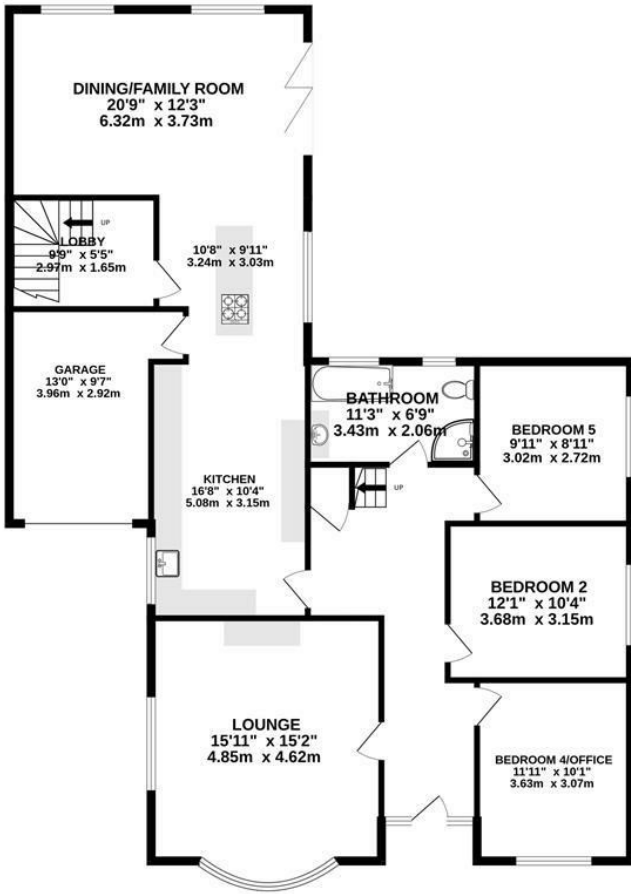 DINING/FAMILY ROOM
20'9" x 12'3"
6.32m x 3.73m
UP
LOBBY
9'9" x 5'5"
2.97m x 1.65m
10'8" x 9'11"
3.24m x 3.03m
GARAGE
13'0" x 9'7"
3.96m x 2.92m
BATHROOM
11'3" x 6'9"
3.43m x 2.06m
BEDROOM 5
9'11" x 8'11"
3.02m x 2.72m
KITCHEN
16'8" x 10'4"
5.08m x 3.15m
UP
BEDROOM 2
12'1" x 10'4"
3.68m x 3.15m
LOUNGE
15'11" x 15'2"
4.85m x 4.62m
BEDROOM 4/OFFICE
11'11" x 10'1"
3.63m x 3.07m